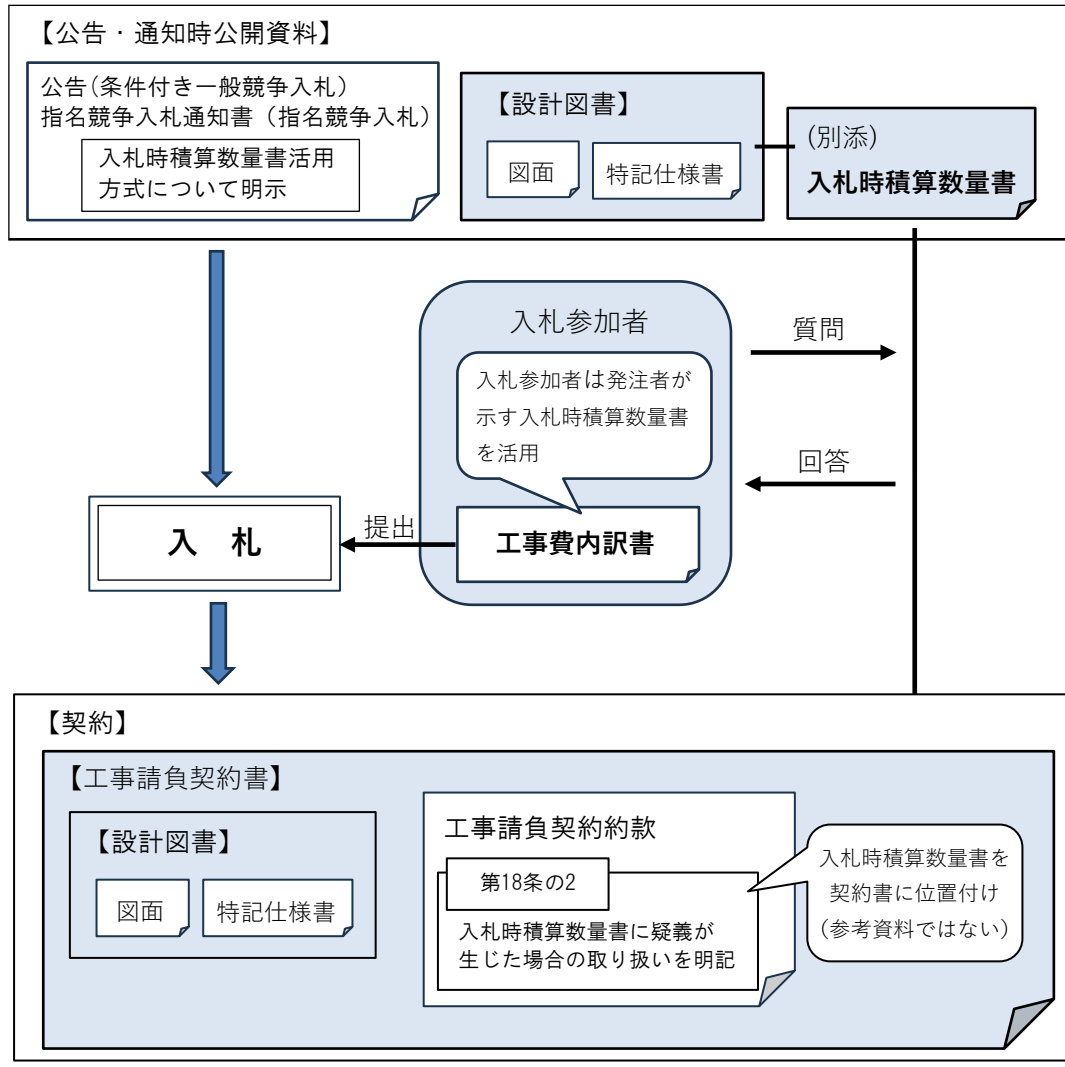 【公告・通知時公開資料】
公告(条件付き一般競争入札)
指名競争入札通知書(指名競争入札)
入札時積算数量書活用
方式について明示
【設計図書】
図面
特記仕様書
(別添)
入札時積算数量書
入札参加者
入札参加者は発注者が
示す入札時積算数量書
を活用
工事費内訳書
質問
回答
提出
入 札
【契約】
【工事請負契約書】
【設計図書】
図面
特記仕様書
工事請負契約約款
第18条の2
入札時積算数量書に疑義が
生じた場合の取り扱いを明記
入札時積算数量書を
契約書に位置付け
(参考資料ではない)